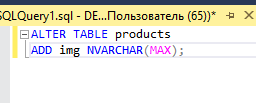 SQLQuery1.sql - DE...Пользователь (65))*
ALTER TABLE products
ADD img NVARCHAR(MAX);